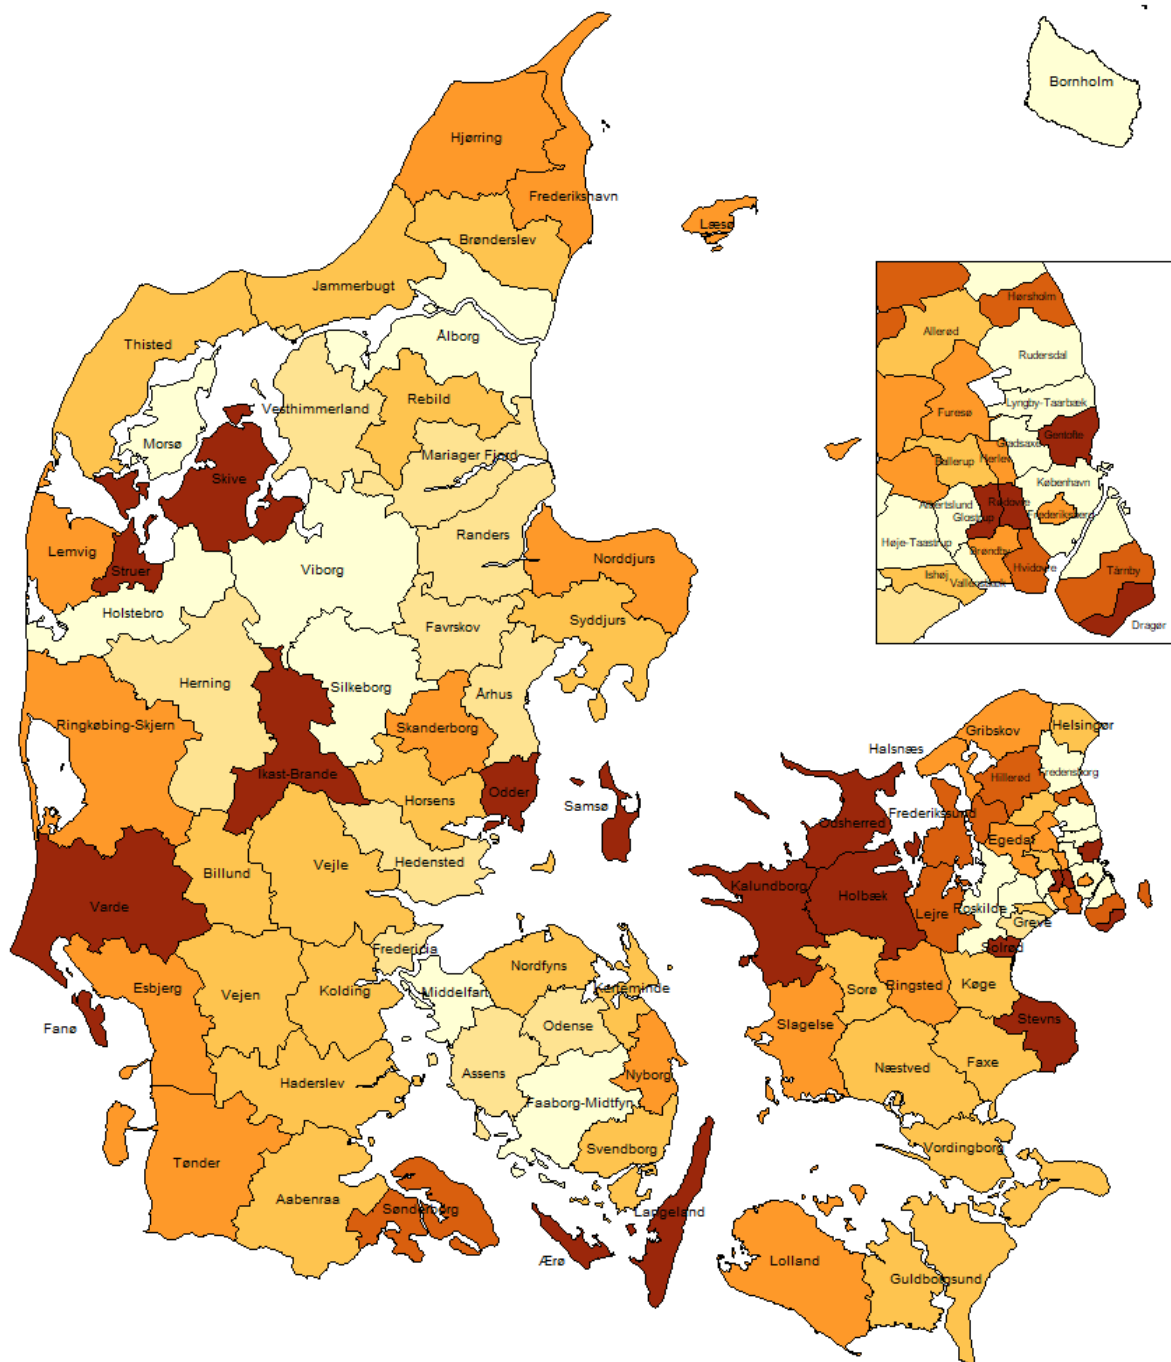 Bornholm
Hjørring
Frederikshavn
Læsø
Brønderslev
Jammerbugt
Hørsholm
Allerød
Ålborg
Thisted
Rudersdal
Rebild
Lyngby-Taarbæk
Vesthimmerland
Furesø
Gentofte
Morsø
Gladsaxe
Mariager Fjord
Ballerup
Herlev
Skive
København
Albertslund
Rødovre
Glostrup
Frederiksberg
Randers
Høje-Taastrup
Lemvig
Norddjurs
Brøndby
Viborg
Hvidovre
Tårnby
Struer
Ishøj
Vallensbæk
Holstebro
Syddjurs
Favrskov
Dragør
Herning
Silkeborg
Århus
Ringkøbing-Skjern
Skanderborg
Gribskov
Helsingør
Halsnæs
Ikast-Brande
Fredensborg
Hillerød
Odder
Horsens
Samsø
Frederikssund
Odsherred
Egedal
Hedensted
Vejle
Billund
Kalundborg
Holbæk
Varde
Lejre
Roskilde
Greve
Solrød
Fredericia
Nordfyns
Esbjerg
Vejen
Kolding
Middelfart
Kerteminde
Sorø
Ringsted
Køge
Stevns
Fanø
Odense
Slagelse
Næstved
Faxe
Haderslev
Assens
Nyborg
Faaborg-Midtfyn
Svendborg
Vordingborg
Tønder
Aabenraa
Sønderborg
Langeland
Ærø
Lolland
Guldborgsund